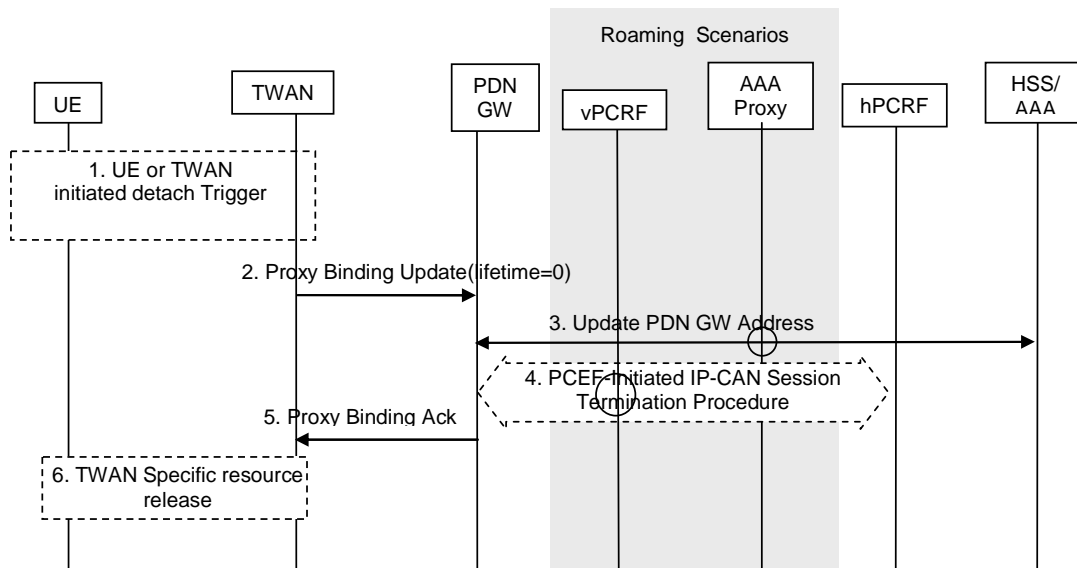 Roaming Scenarios
UE
TWAN
PDN
GW
vPCRF
AAA
Proxy
hPCRF
HSS/
AAA
1. UE or TWAN
initiated detach Trigger
2. Proxy Binding Update(lifetime=0)
3. Update PDN GW Address
4. PCEF-Initiated IP-CAN Session
Termination Procedure
5. Proxy Binding Ack
6. TWAN Specific resource
release